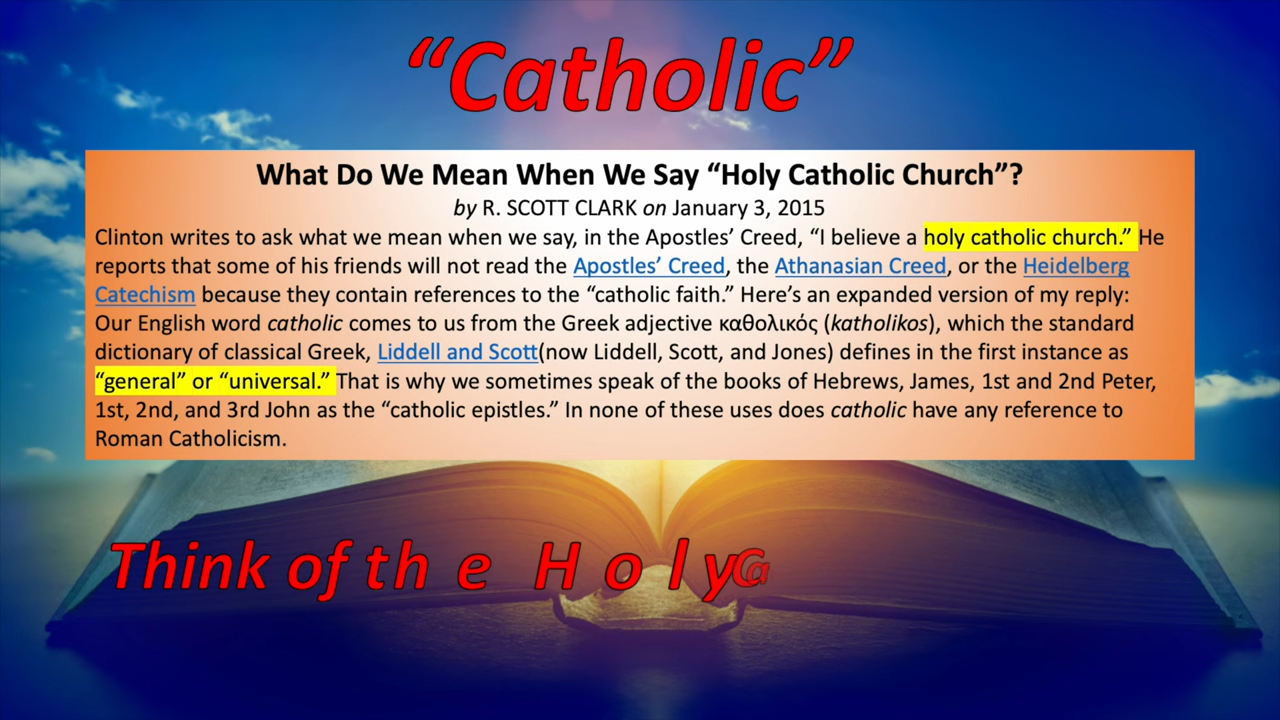 “Catholic”
What Do We Mean When We Say “Holy Catholic Church”?
by R. SCOTT CLARK on January 3, 2015
Clinton writes to ask what we mean when we say, in the Apostles’ Creed, “I believe a holy catholic church.” He
reports that some of his friends will not read the Apostles’ Creed, the Athanasian Creed, or the Heidelberg
Catechism because they contain references to the “catholic faith.” Here’s an expanded version of my reply:
Our English word catholic comes to us from the Greek adjective καθολικός (katholikos), which the standard
dictionary of classical Greek, Liddell and Scott(now Liddell, Scott, and Jones) defines in the first instance as
“general” or “universal.” That is why we sometimes speak of the books of Hebrews, James, 1st and 2nd Peter,
1st, 2nd, and 3rd John as the “catholic epistles.” In none of these uses does catholic have any reference to
Roman Catholicism.
Think of the Holy Ca